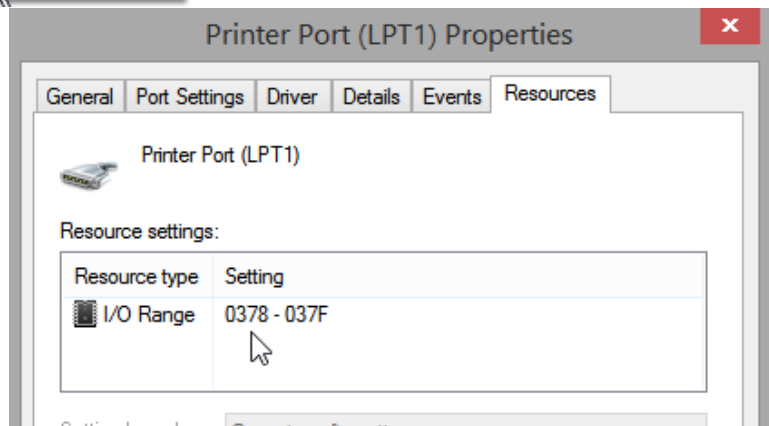 Printer Port (LPT1) Properties
x
General Port Settings Driver Details Events Resources
Printer Port (LPT1)
Resource settings:
Resource type Setting
I/O Range 0378 - 037F